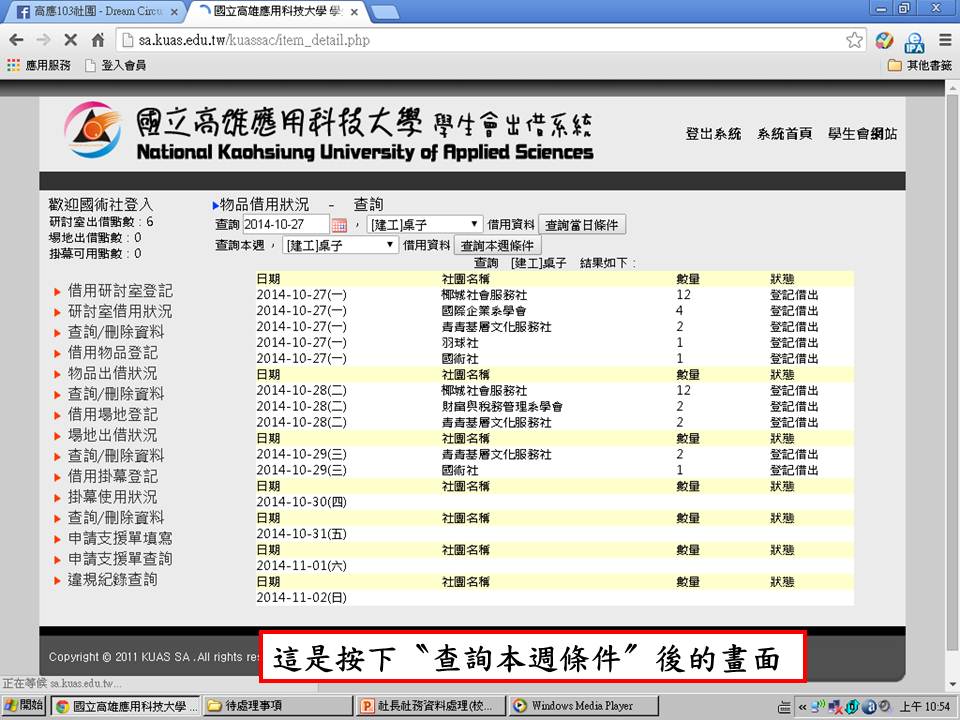 高應103社團 - Dream Circu
國立高雄應用科技大學 學
sa.kuas.edu.tw/kuassac/item_detail.php
應用服務 登入會員 其他書籤
國立高雄應用科技大學 學生會出借系統
National Kaohsiung University of Applied Sciences
登出系統 系統首頁 學生會網站
歡迎國術社登入
研討室出借點數：6
場地出借點數：0
掛幕可用點數：0
借用研討室登記
研討室借用狀況
查詢/刪除資料
借用物品登記
物品出借狀況
查詢/刪除資料
借用場地登記
場地出借狀況
查詢/刪除資料
借用掛幕登記
掛幕使用狀況
查詢/刪除資料
申請支援單填寫
申請支援單查詢
違規紀錄查詢
物品借用狀況 - 查詢
查詢 2014-10-27 ，[建工]桌子 借用資料 查詢當日條件
查詢本週，[建工]桌子 借用資料 查詢本週條件
查詢 [建工]桌子 結果如下：
日期 社團名稱 數量 狀態
2014-10-27(一) 椰城社會服務社 12 登記借出
2014-10-27(一) 國際企業系學會 4 登記借出
2014-10-27(一) 青青基層文化服務社 2 登記借出
2014-10-27(一) 羽球社 1 登記借出
2014-10-27(一) 國術社 1 登記借出
日期 社團名稱 數量 狀態
2014-10-28(二) 椰城社會服務社 12 登記借出
2014-10-28(二) 財富與稅務管理系學會 2 登記借出
2014-10-28(二) 青青基層文化服務社 2 登記借出
日期 社團名稱 數量 狀態
2014-10-29(三) 青青基層文化服務社 2 登記借出
2014-10-29(三) 國術社 1 登記借出
日期 社團名稱 數量 狀態
2014-10-30(四)
日期 社團名稱 數量 狀態
2014-10-31(五)
日期 社團名稱 數量 狀態
2014-11-01(六)
日期 社團名稱 數量 狀態
2014-11-02(日)
Copyright © 2011 KUAS SA .All rights re
這是按下〝查詢本週條件〞後的畫面
正在等候 sa.kuas.edu.tw...
開始 國立高雄應用科技大學 ... 待處理事項 社長社務資料處理(校... Windows Media Player 上午 10:54